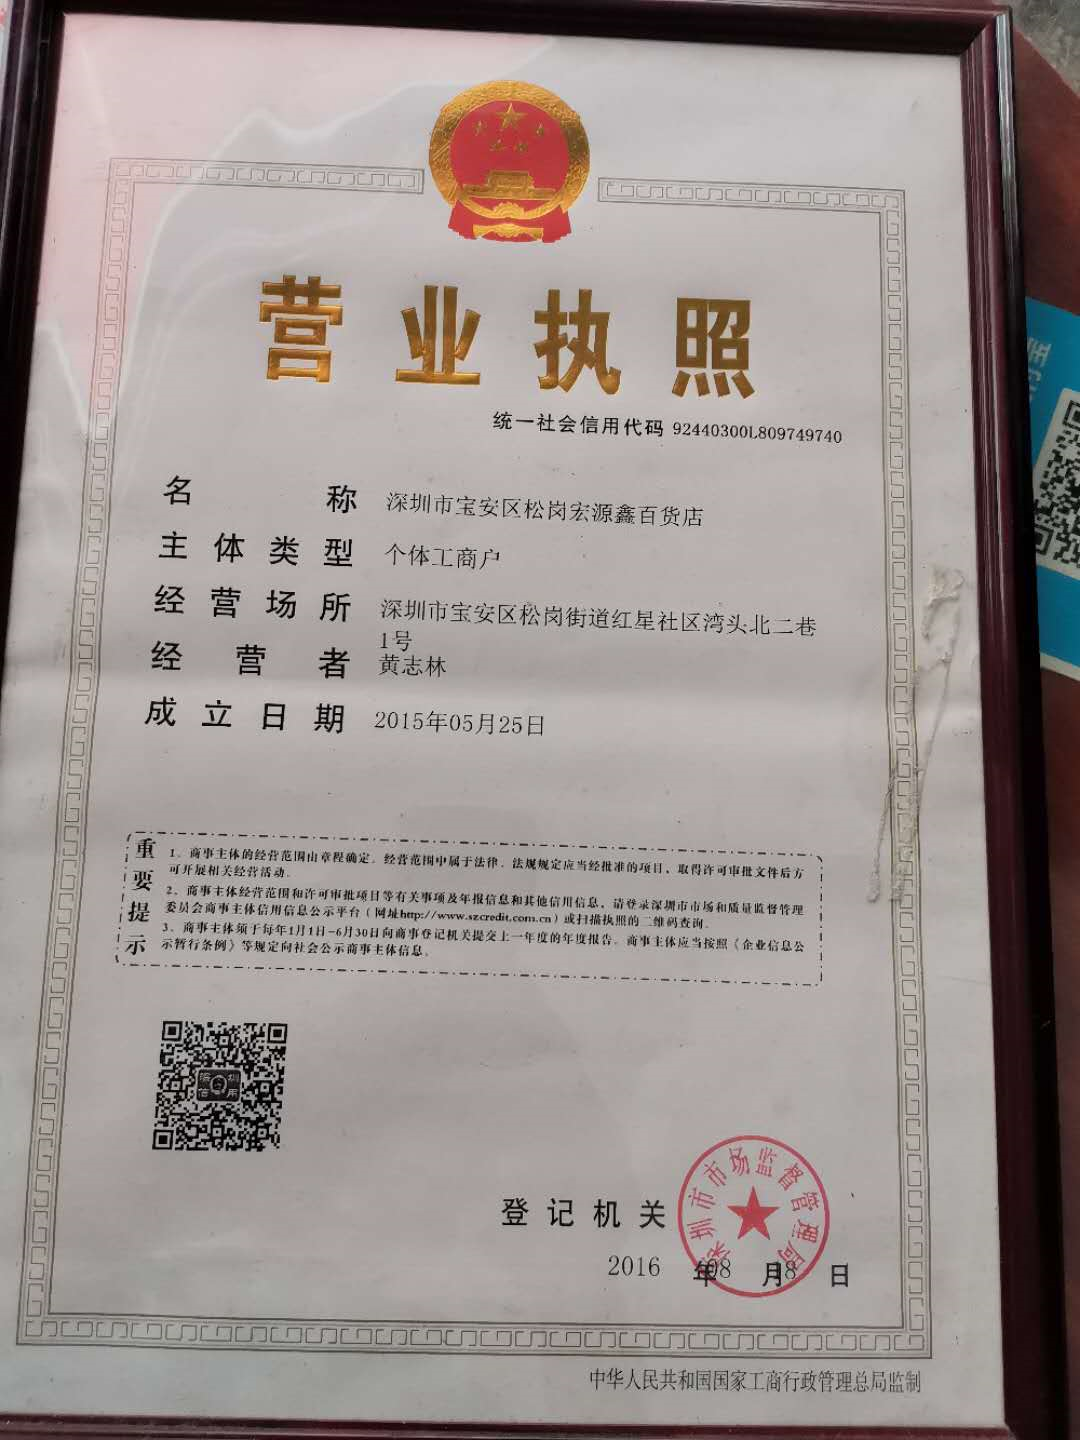 营业执照
统一社会信用代码 92440300L809749740
名称 深圳市宝安区松岗宏源鑫百货店
主体类型 个体工商户
经营场所 深圳市宝安区松岗街道红星社区湾头北二巷
1号
经营者 黄志林
成立日期 2015年05月25日
重要提示
1、商事主体的经营范围由章程确定。经营范围中属于法律、法规规定应当经批准的项目，取得许可审批文件后方
可开展相关经营活动。
2、商事主体经营范围和许可审批项目等有关事项及年报信息和其他信用信息，请登录深圳市市场和质量监督管理
委员会商事主体信用信息公示平台（网址http://www.szcredit.com.cn）或扫描执照的二维码查询。
3、商事主体须于每年1月1日-6月30日向商事登记机关提交上一年度的年度报告。商事主体应当按照《企业信息公
示暂行条例》等规定向社会公示商事主体信息。
深圳
信用
登记机关
深圳市市场监督管理局
2016年08月18日
中华人民共和国国家工商行政管理总局监制